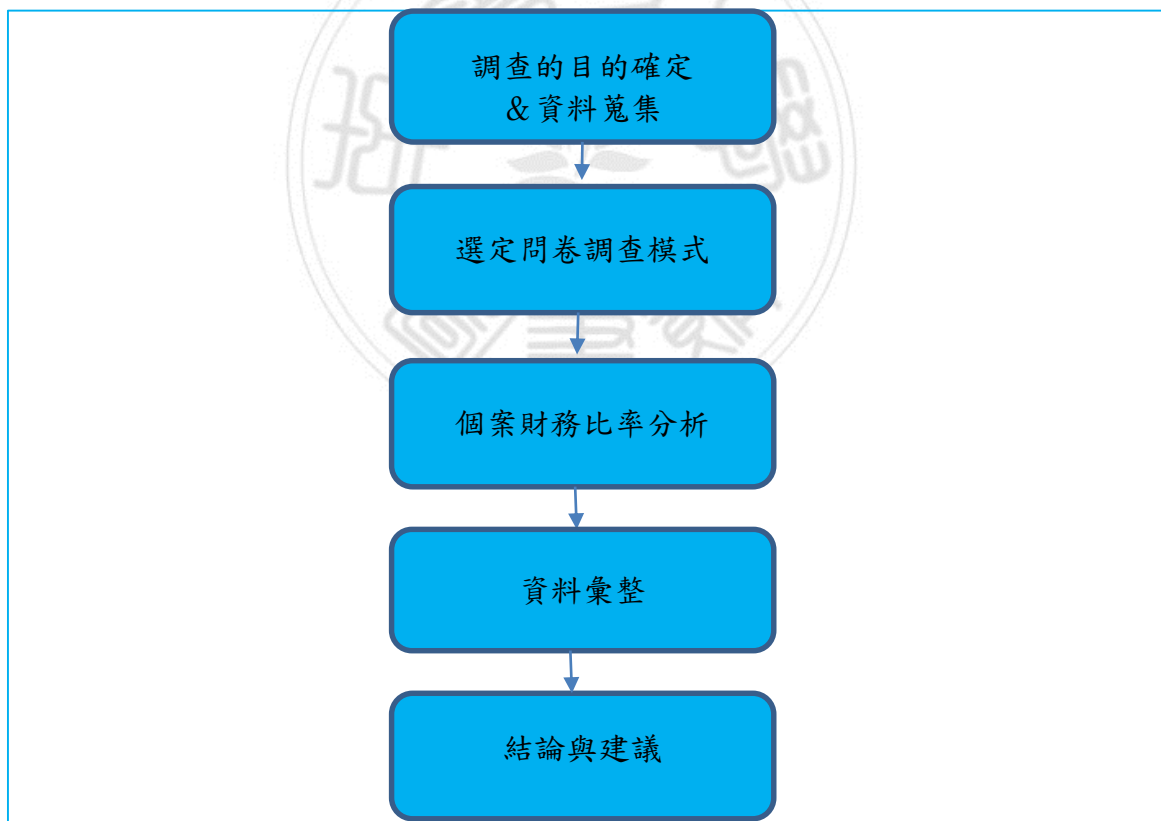 調查的目的確定
& 資料蒐集
選定問卷調查模式
個案財務比率分析
資料彙整
結論與建議